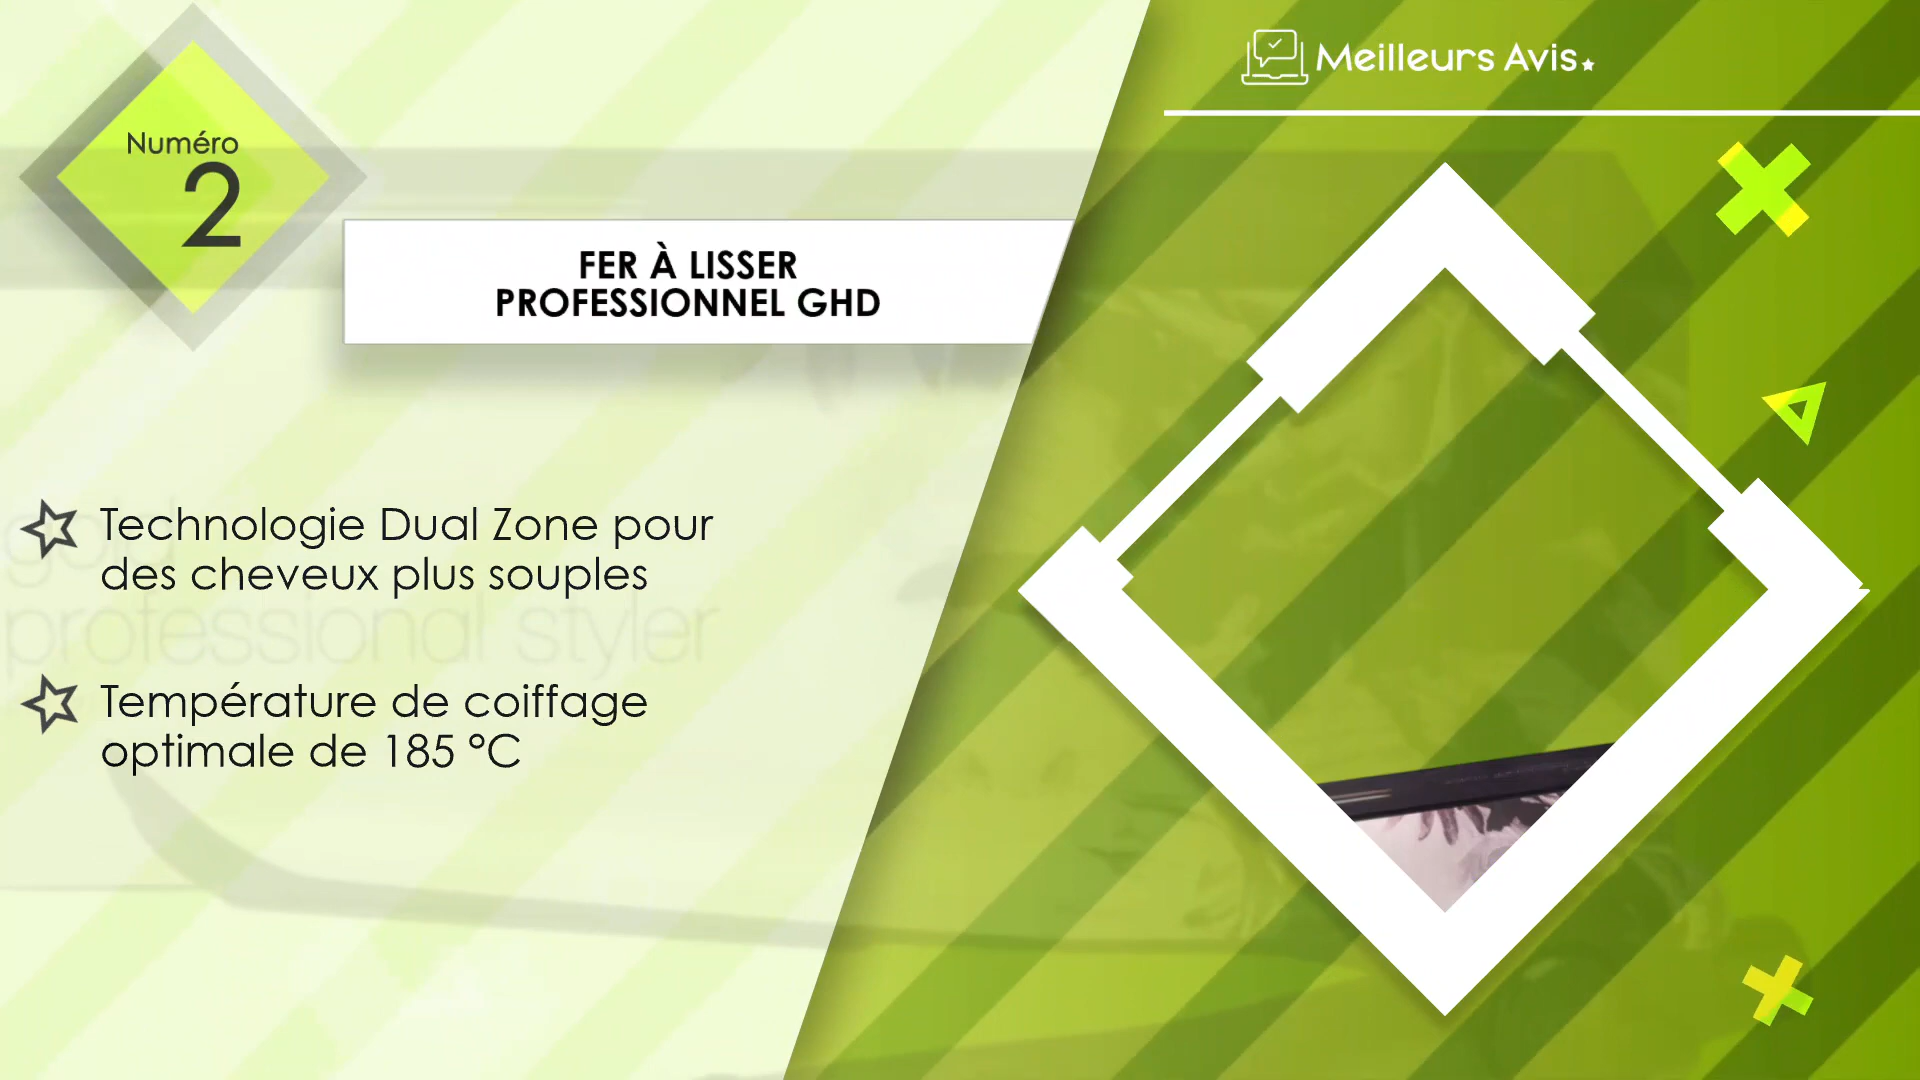 Numéro
2
Meilleurs Avis
FER À LISSER
PROFESSIONNEL GHD
Technologie Dual Zone pour
des cheveux plus souples
gold
professional styler
Température de coiffage
optimale de 185 °C